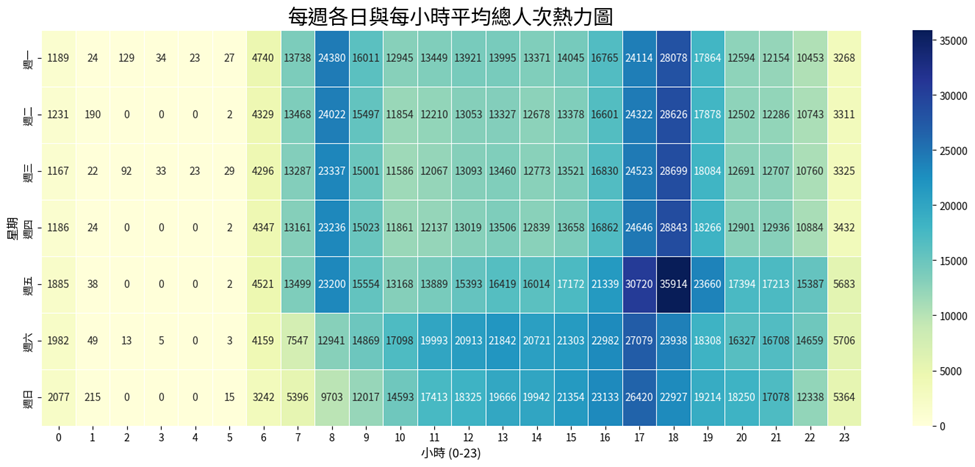 每週各日與每小時平均總人次熱力圖
週一 1189 24 129 34 23 27 4740 13738 24380 16011 12945 13449 13921 13995 13371 14045 16765 24114 28078 17864 12594 12154 10453 3268
週二 1231 190 0 0 0 2 4329 13468 24022 15497 11854 12210 13053 13327 12678 13378 16601 24322 28626 17878 12502 12286 10743 3311
週三 1167 22 92 33 23 29 4296 13287 23337 15001 11586 12067 13093 13460 12773 13521 16830 24523 28699 18084 12691 12707 10760 3325
週四 1186 24 0 0 0 2 4347 13161 23236 15023 11861 12137 13019 13506 12839 13658 16862 24646 28843 18266 12901 12936 10884 3432
週五 1885 38 0 0 0 2 4521 13499 23200 15554 13168 13889 15393 16419 16014 17172 21339 30720 35914 23660 17394 17213 15387 5683
週六 1982 49 13 5 0 3 4159 7547 12941 14869 17098 19993 20913 21842 20721 21303 22982 27079 23938 18308 16327 16708 14659 5706
週日 2077 215 0 0 0 15 3242 5396 9703 12017 14593 17413 18325 19666 19942 21354 23133 26420 22927 19214 18250 17078 12338 5364
0 1 2 3 4 5 6 7 8 9 10 11 12 13 14 15 16 17 18 19 20 21 22 23
小時 (0-23)
星期
35000
30000
25000
20000
15000
10000
5000
0